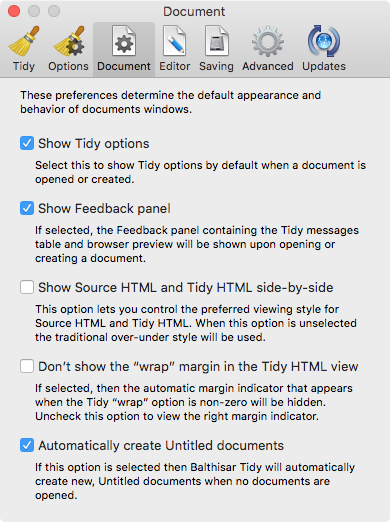 Document
Tidy Options Document Editor Saving Advanced Updates
These preferences determine the default appearance and
behavior of documents windows.
Show Tidy options
Select this to show Tidy options by default when a document is
opened or created.
Show Feedback panel
If selected, the Feedback panel containing the Tidy messages
table and browser preview will be shown upon opening or
creating a document.
Show Source HTML and Tidy HTML side-by-side
This option lets you control the preferred viewing style for
Source HTML and Tidy HTML. When this option is unselected
the traditional over-under style will be used.
Don’t show the “wrap” margin in the Tidy HTML view
If selected, then the automatic margin indicator that appears
when the Tidy “wrap” option is non-zero will be hidden.
Uncheck this option to view the right margin indicator.
Automatically create Untitled documents
If this option is selected then Balthisar Tidy will automatically
create new, Untitled documents when no documents are
opened.